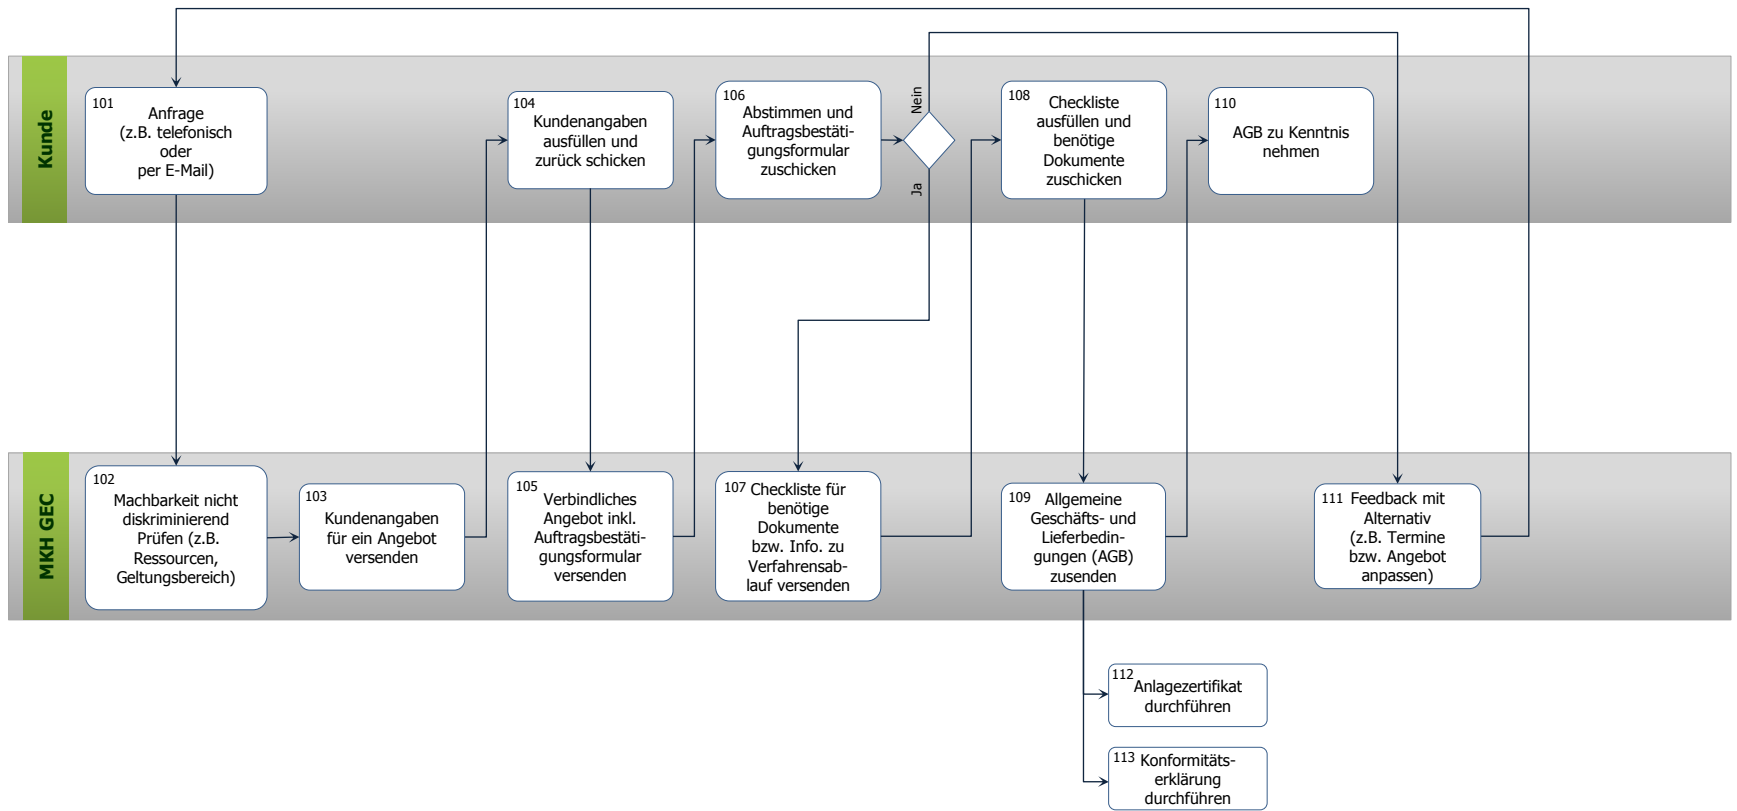 Kunde
101
Anfrage
(z.B. telefonisch
oder
per E-Mail)
104
Kundenangaben
ausfüllen und
zurück schicken
106
Abstimmen und
Auftragsbestäti-
gungsformular
zuschicken
Nein
Ja
108
Checkliste
ausfüllen und
benötige
Dokumente
zuschicken
110
AGB zu Kenntnis
nehmen
MKH GEC
102
Machbarkeit nicht
diskriminierend
Prüfen (z.B.
Ressourcen,
Geltungsbereich)
103
Kundenangaben
für ein Angebot
versenden
105
Verbindliches
Angebot inkl.
Auftragsbestäti-
gungsformular
versenden
107 Checkliste für
benötige
Dokumente
bzw. Info. zu
Verfahrensab-
lauf versenden
109 Allgemeine
Geschäfts- und
Lieferbedin-
gungen (AGB)
zusenden
111 Feedback mit
Alternativ
(z.B. Termine
bzw. Angebot
anpassen)
112
Anlagezertifikat
durchführen
113 Konformitäts-
erklärung
durchführen